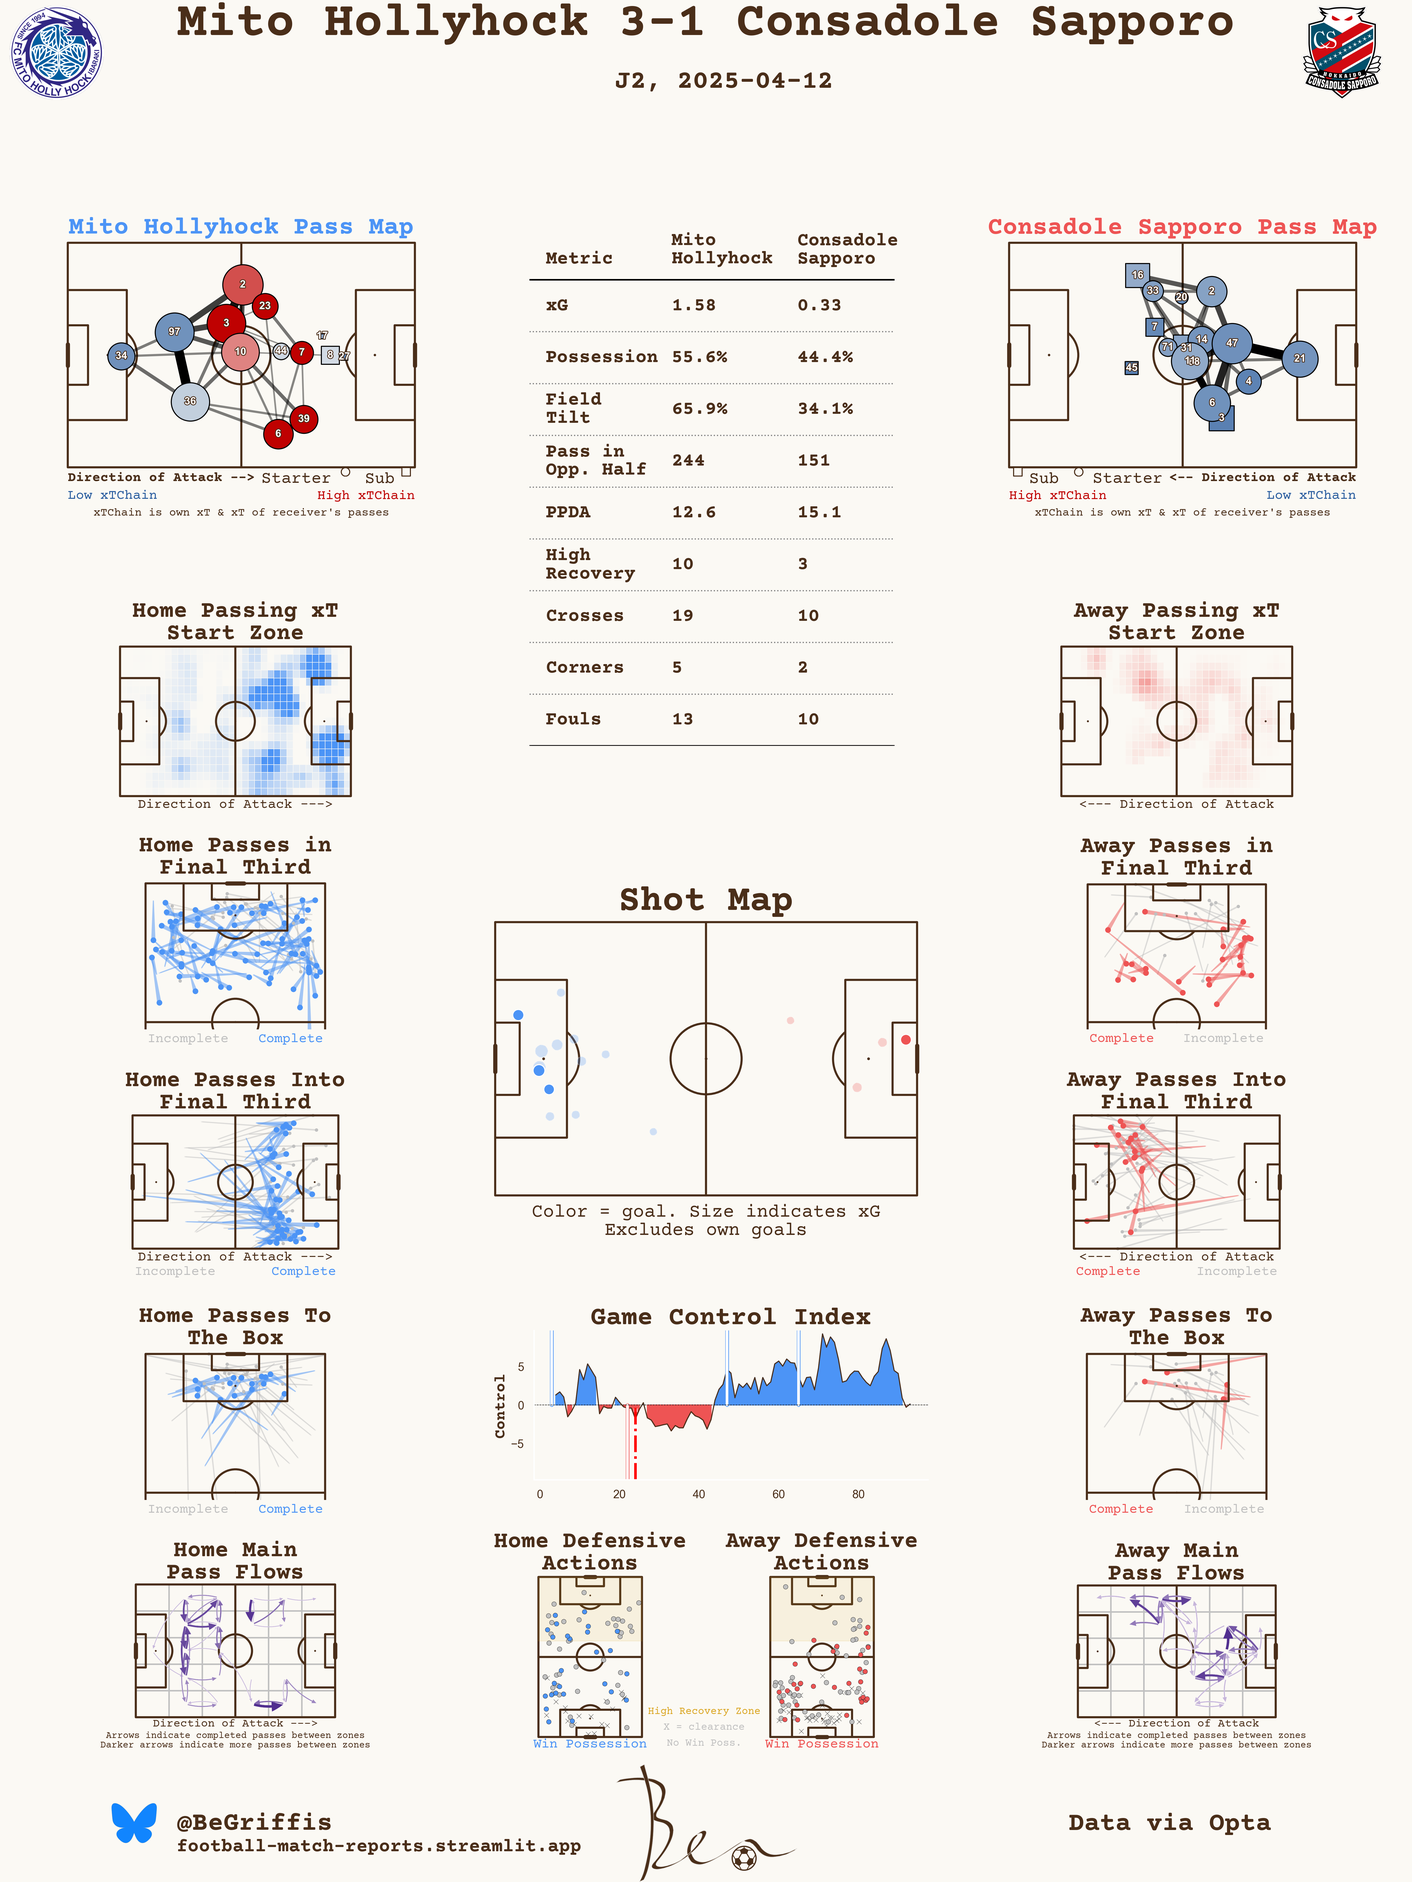 Mito Hollyhock 3-1 Consadole Sapporo
J2, 2025-04-12
SINCE 1994
FC MITO HOLLY HOCK
IBARAKI
CS
HOKKAIDO
CONSADOLE SAPPORO
Mito Hollyhock Pass Map
2
23
3
97
17
34
10
44
7
8
27
36
39
6
Direction of Attack --> Starter Sub
Low xTChain High xTChain
xTChain is own xT & xT of receiver's passes
Metric Mito Hollyhock Consadole Sapporo
xG 1.58 0.33
Possession 55.6% 44.4%
Field Tilt 65.9% 34.1%
Pass in Opp. Half 244 151
PPDA 12.6 15.1
High Recovery 10 3
Crosses 19 10
Corners 5 2
Fouls 13 10
Consadole Sapporo Pass Map
16
33
20
2
7
71
31
14
47
21
45
18
4
6
3
Sub Starter <-- Direction of Attack
High xTChain Low xTChain
xTChain is own xT & xT of receiver's passes
Home Passing xT
Start Zone
Direction of Attack --->
Away Passing xT
Start Zone
<--- Direction of Attack
Home Passes in
Final Third
Incomplete Complete
Shot Map
Color = goal. Size indicates xG
Excludes own goals
Away Passes in
Final Third
Complete Incomplete
Home Passes Into
Final Third
Direction of Attack --->
Incomplete Complete
Away Passes Into
Final Third
<--- Direction of Attack
Complete Incomplete
Home Passes To
The Box
Incomplete Complete
Game Control Index
Control
5
0
−5
0 20 40 60 80
Away Passes To
The Box
Complete Incomplete
Home Main
Pass Flows
Direction of Attack --->
Arrows indicate completed passes between zones
Darker arrows indicate more passes between zones
Home Defensive
Actions
Win Possession
High Recovery Zone
X = clearance
No Win Poss.
Away Defensive
Actions
Win Possession
Away Main
Pass Flows
<--- Direction of Attack
Arrows indicate completed passes between zones
Darker arrows indicate more passes between zones
@BeGriffis
football-match-reports.streamlit.app
Ben
Data via Opta